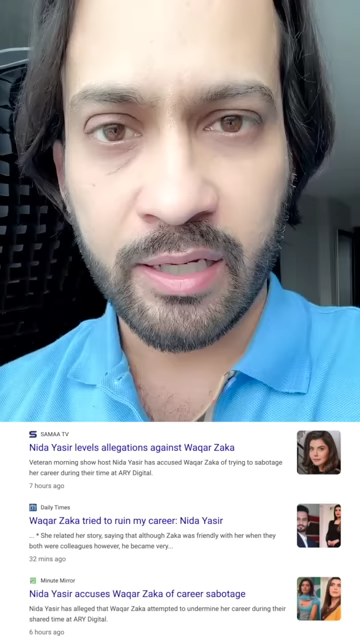 SAMAA TV
Nida Yasir levels allegations against Waqar Zaka
Veteran morning show host Nida Yasir has accused Waqar Zaka of trying to sabotage
her career during their time at ARY Digital.
7 hours ago
Daily Times
Waqar Zaka tried to ruin my career: Nida Yasir
... * She related her story, saying that although Zaka was friendly with her when they
both were colleagues however, he became very...
32 mins ago
Minute Mirror
Nida Yasir accuses Waqar Zaka of career sabotage
Nida Yasir has alleged that Waqar Zaka attempted to undermine her career during their
shared time at ARY Digital.
6 hours ago